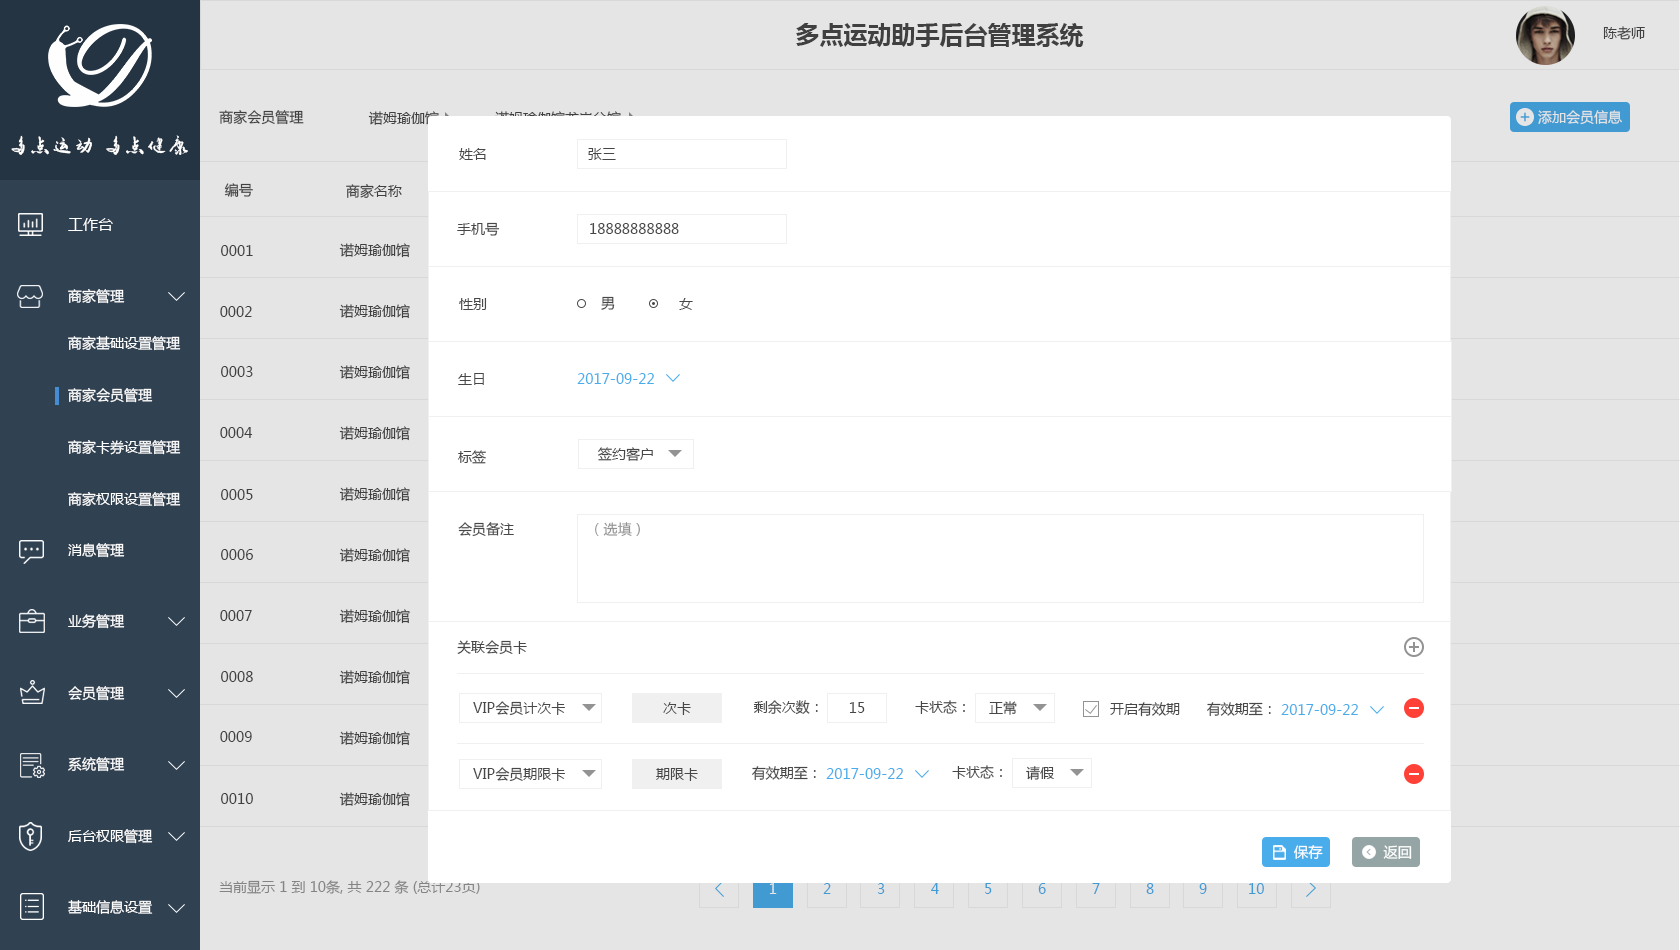 多点运动助手后台管理系统
陈老师
多点运动 多点健康
工作台
商家管理
商家基础设置管理
商家会员管理
商家卡券设置管理
商家权限设置管理
消息管理
业务管理
会员管理
系统管理
后台权限管理
基础信息设置
商家会员管理
诺姆瑜伽馆
诺姆瑜伽馆龙岗分馆
添加会员信息
编号
商家名称
0001
诺姆瑜伽馆
0002
诺姆瑜伽馆
0003
诺姆瑜伽馆
0004
诺姆瑜伽馆
0005
诺姆瑜伽馆
0006
诺姆瑜伽馆
0007
诺姆瑜伽馆
0008
诺姆瑜伽馆
0009
诺姆瑜伽馆
0010
诺姆瑜伽馆
姓名
张三
手机号
18888888888
性别
男
女
生日
2017-09-22
标签
签约客户
会员备注
（ 选填 ）
关联会员卡
VIP会员计次卡
次卡
剩余次数：
15
卡状态：
正常
开启有效期
有效期至：
2017-09-22
VIP会员期限卡
期限卡
有效期至：
2017-09-22
卡状态：
请假
保存
返回
当前显示 1 到 10条, 共 222 条 (总计23页)
1
2
3
4
5
6
7
8
9
10